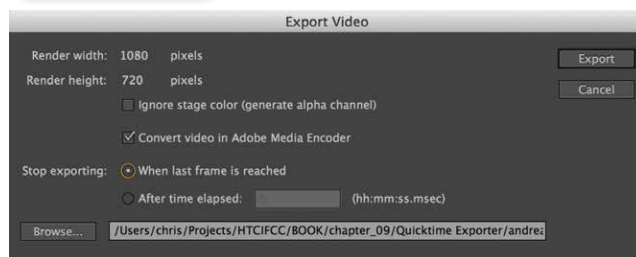 Export Video
Render width: 1080 pixels
Export
Render height: 720 pixels
Cancel
Ignore stage color (generate alpha channel)
Convert video in Adobe Media Encoder
Stop exporting: When last frame is reached
After time elapsed: (hh:mm:ss.msec)
Browse... /Users/chris/Projects/HTCIFCC/BOOK/chapter_09/Quicktime Exporter/andrea